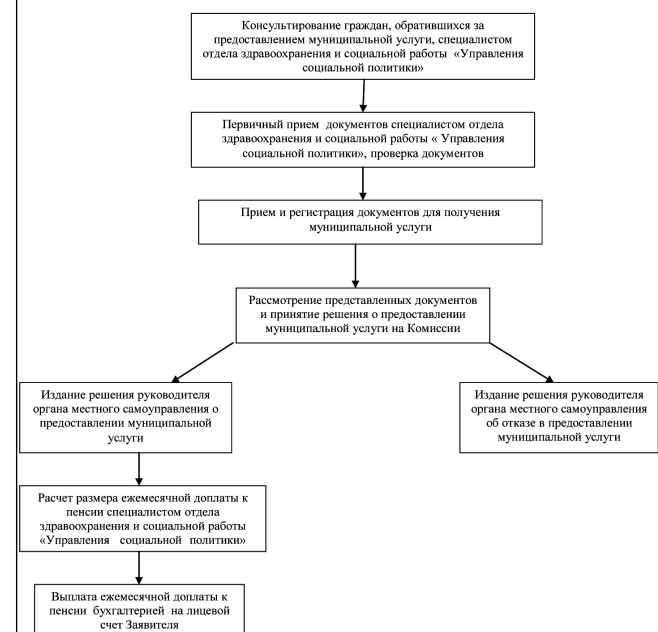 Консультирование граждан, обратившихся за
предоставлением муниципальной услуги, специалистом
отдела здравоохранения и социальной работы «Управления
социальной политики»
Первичный прием документов специалистом отдела
здравоохранения и социальной работы « Управления
социальной политики», проверка документов
Прием и регистрация документов для получения
муниципальной услуги
Рассмотрение представленных документов
и принятие решения о предоставлении
муниципальной услуги на Комиссии
Издание решения руководителя
органа местного самоуправления о
предоставлении муниципальной
услуги
Издание решения руководителя
органа местного самоуправления
об отказе в предоставлении
муниципальной услуги
Расчет размера ежемесячной доплаты к
пенсии специалистом отдела
здравоохранения и социальной работы
«Управления социальной политики»
Выплата ежемесячной доплаты к
пенсии бухгалтерией на лицевой
счет Заявителя